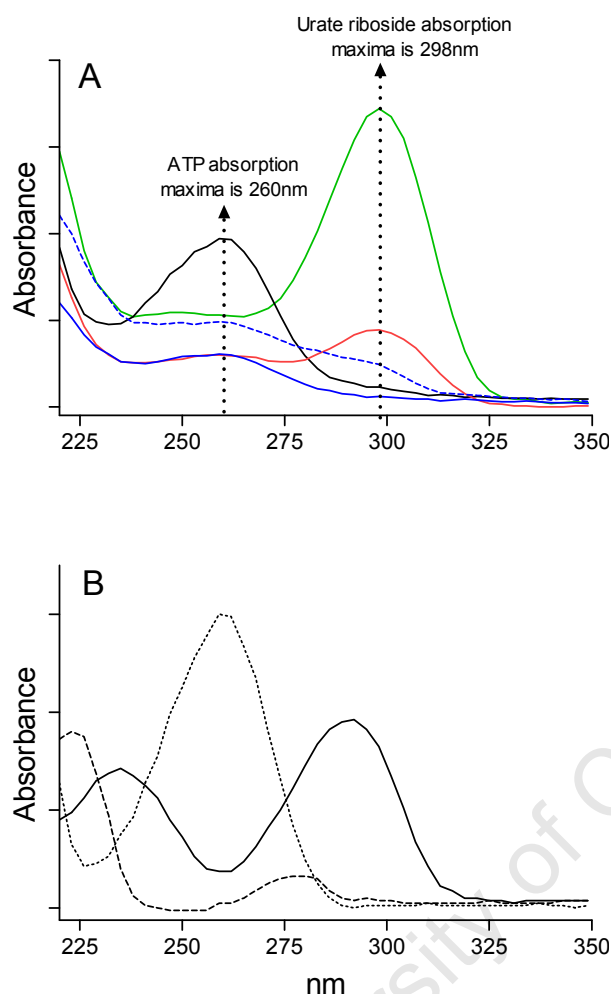 Urate riboside absorption
maxima is 298nm
A
ATP absorption
maxima is 260nm
Absorbance
225 250 275 300 325 350
B
Absorbance
225 250 275 300 325 350
nm